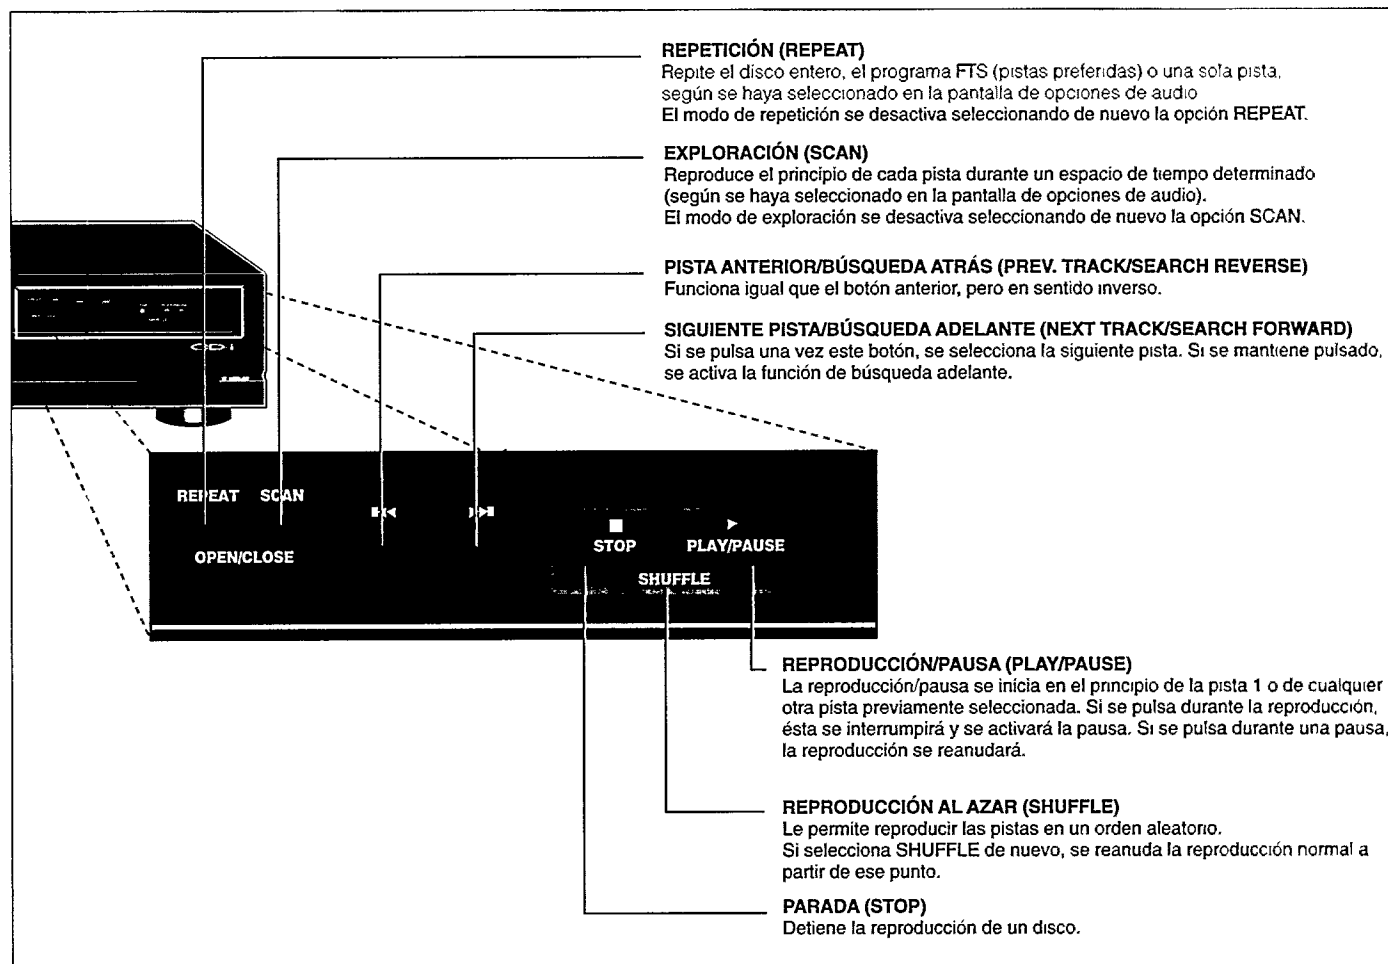 REPETICIÓN (REPEAT)
Repite el disco entero, el programa FTS (pistas preferidas) o una sola pista,
según se haya seleccionado en la pantalla de opciones de audio
El modo de repetición se desactiva seleccionando de nuevo la opción REPEAT.
EXPLORACIÓN (SCAN)
Reproduce el principio de cada pista durante un espacio de tiempo determinado
(según se haya seleccionado en la pantalla de opciones de audio).
El modo de exploración se desactiva seleccionando de nuevo la opción SCAN.
PISTA ANTERIOR/BÚSQUEDA ATRÁS (PREV. TRACK/SEARCH REVERSE)
Funciona igual que el botón anterior, pero en sentido inverso.
SIGUIENTE PISTA/BÚSQUEDA ADELANTE (NEXT TRACK/SEARCH FORWARD)
Si se pulsa una vez este botón, se selecciona la siguiente pista. Si se mantiene pulsado,
se activa la función de búsqueda adelante.
CD-i
REPEAT SCAN
OPEN/CLOSE
STOP PLAY/PAUSE
SHUFFLE
REPRODUCCIÓN/PAUSA (PLAY/PAUSE)
La reproducción/pausa se inicia en el principio de la pista 1 o de cualquier
otra pista previamente seleccionada. Si se pulsa durante la reproducción,
ésta se interrumpirá y se activará la pausa. Si se pulsa durante una pausa,
la reproducción se reanudará.
REPRODUCCIÓN AL AZAR (SHUFFLE)
Le permite reproducir las pistas en un orden aleatorio.
Si selecciona SHUFFLE de nuevo, se reanuda la reproducción normal a
partir de ese punto.
PARADA (STOP)
Detiene la reproducción de un disco.